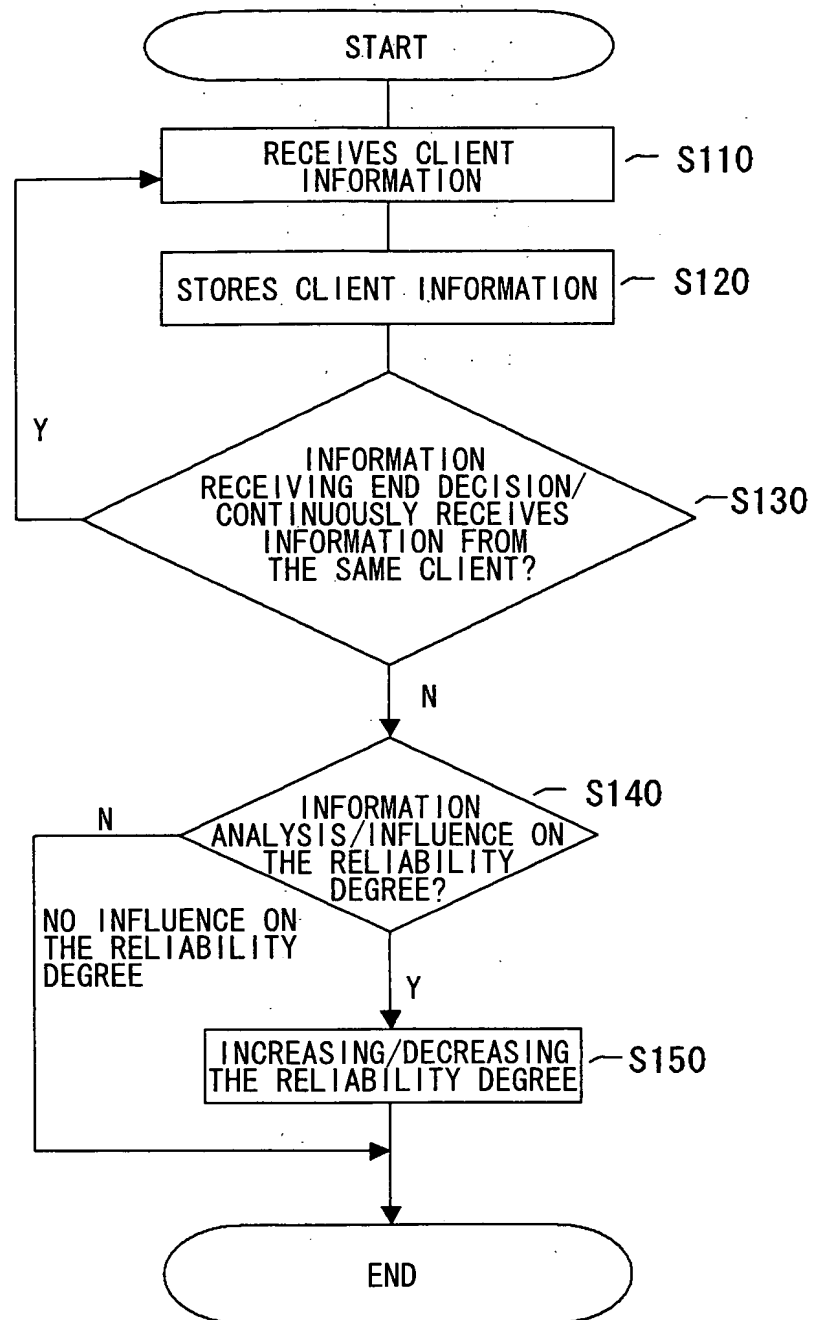 START
RECEIVES CLIENT
INFORMATION
S110
STORES CLIENT INFORMATION
S120
Y
INFORMATION
RECEIVING END DECISION/
CONTINUOUSLY RECEIVES
INFORMATION FROM
THE SAME CLIENT?
S130
N
INFORMATION
ANALYSIS/INFLUENCE ON
THE RELIABILITY
DEGREE?
S140
N
NO INFLUENCE ON
THE RELIABILITY
DEGREE
Y
INCREASING/DECREASING
THE RELIABILITY DEGREE
S150
END